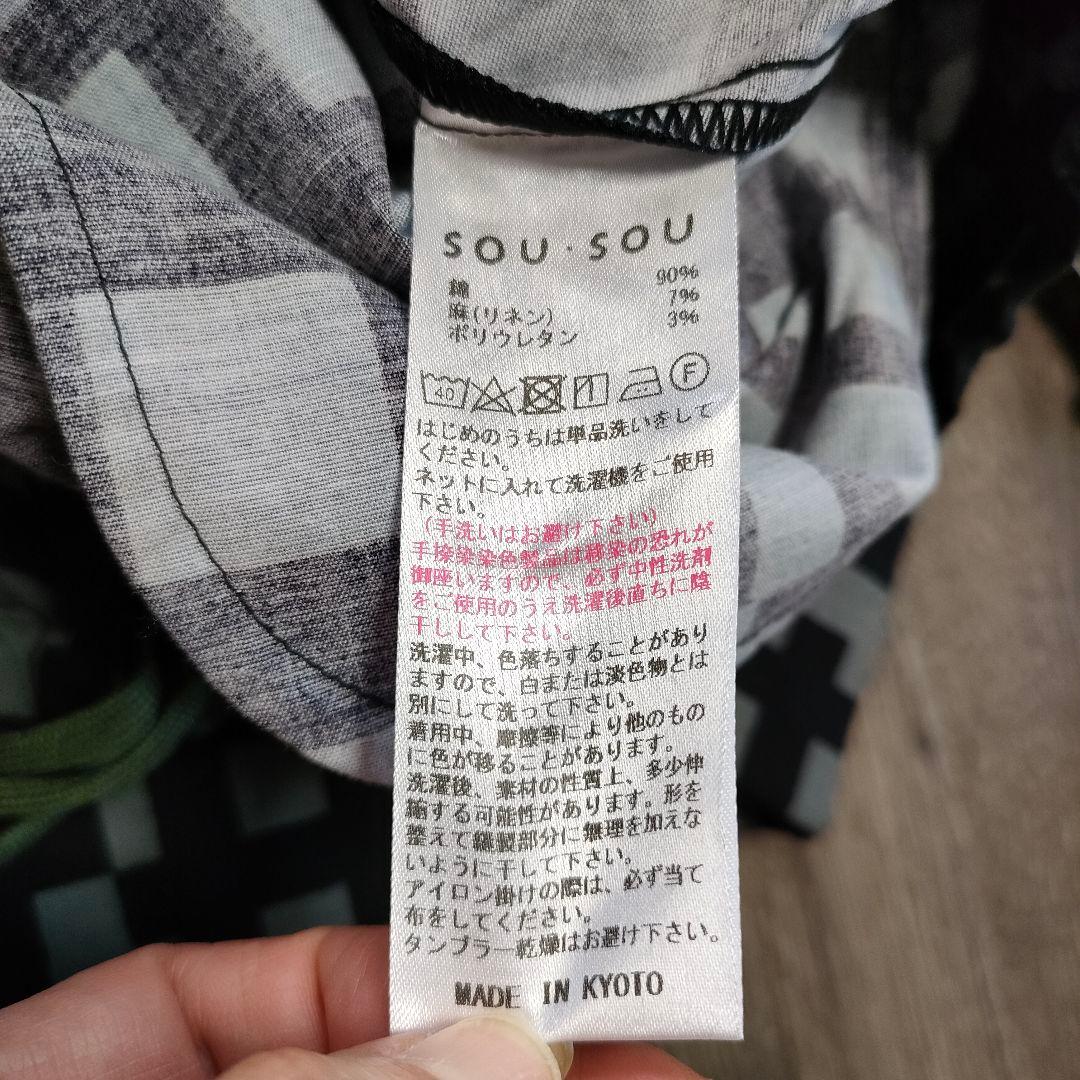 SOU・SOU
綿 90%
麻(リネン) 7%
ポリウレタン 3%
40 F
はじめのうちは単品洗いをして
ください。
ネットに入れて洗濯機をご使用
下さい。
(手洗いはお避け下さい)
手捺染染色製品は移染の恐れが
御座いますので、必ず中性洗剤
をご使用のうえ洗濯後直ちに陰
干しして下さい。
洗濯中、色落ちすることがあり
ますので、白または淡色物とは
別にして洗って下さい。
着用中、摩擦等により他のもの
に色が移ることがあります。
洗濯後、素材の性質上、多少伸
縮する可能性があります。形を
整えて縫製部分に無理を加えな
いように干して下さい。
アイロン掛けの際は、必ず当て
布をしてください。
タンブラー乾燥はお避け下さい。
MADE IN KYOTO